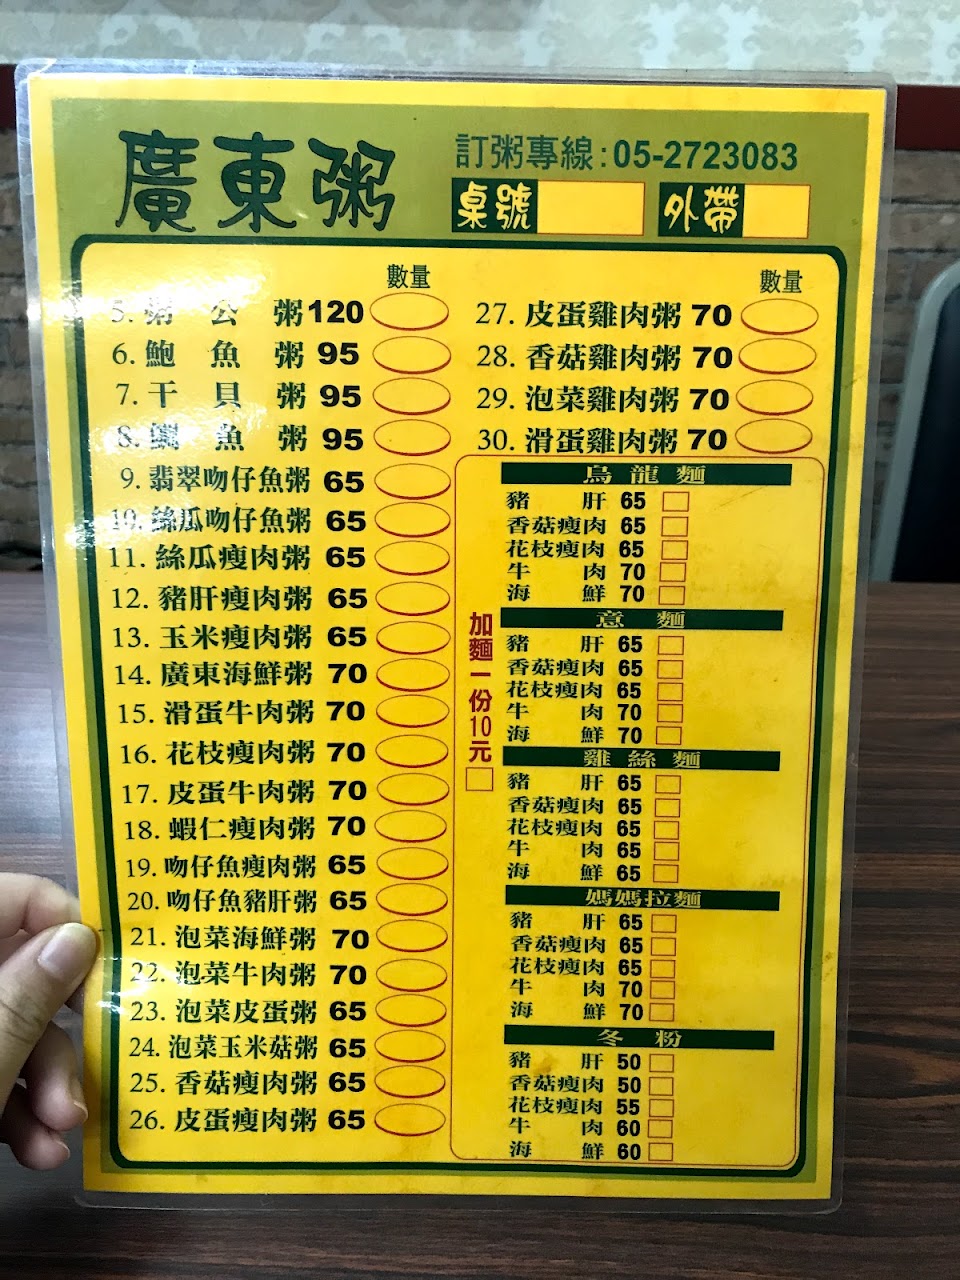 廣東粥
訂粥專線:05-2723083
桌號
外帶
數量
5. 粥公粥 120
6. 鮑魚粥 95
7. 干貝粥 95
8. 魚粥 95
9. 翡翠吻仔魚粥 65
10. 絲瓜吻仔魚粥 65
11. 絲瓜瘦肉粥 65
12. 豬肝瘦肉粥 65
13. 玉米瘦肉粥 65
14. 廣東海鮮粥 70
15. 滑蛋牛肉粥 70
16. 花枝瘦肉粥 70
17. 皮蛋牛肉粥 70
18. 蝦仁瘦肉粥 70
19. 吻仔魚瘦肉粥 65
20. 吻仔魚豬肝粥 65
21. 泡菜海鮮粥 70
22. 泡菜牛肉粥 70
23. 泡菜皮蛋粥 65
24. 泡菜玉米菇粥 65
25. 香菇瘦肉粥 65
26. 皮蛋瘦肉粥 65
數量
27. 皮蛋雞肉粥 70
28. 香菇雞肉粥 70
29. 泡菜雞肉粥 70
30. 滑蛋雞肉粥 70
加麵一份10元
烏龍麵
豬肝 65
香菇瘦肉 65
花枝瘦肉 65
牛肉 70
海鮮 70
意麵
豬肝 65
香菇瘦肉 65
花枝瘦肉 65
牛肉 70
海鮮 70
雞絲麵
豬肝 65
香菇瘦肉 65
花枝瘦肉 65
牛肉 65
海鮮 65
媽媽拉麵
豬肝 65
香菇瘦肉 65
花枝瘦肉 65
牛肉 70
海鮮 70
冬粉
豬肝 50
香菇瘦肉 50
花枝瘦肉 55
牛肉 60
海鮮 60